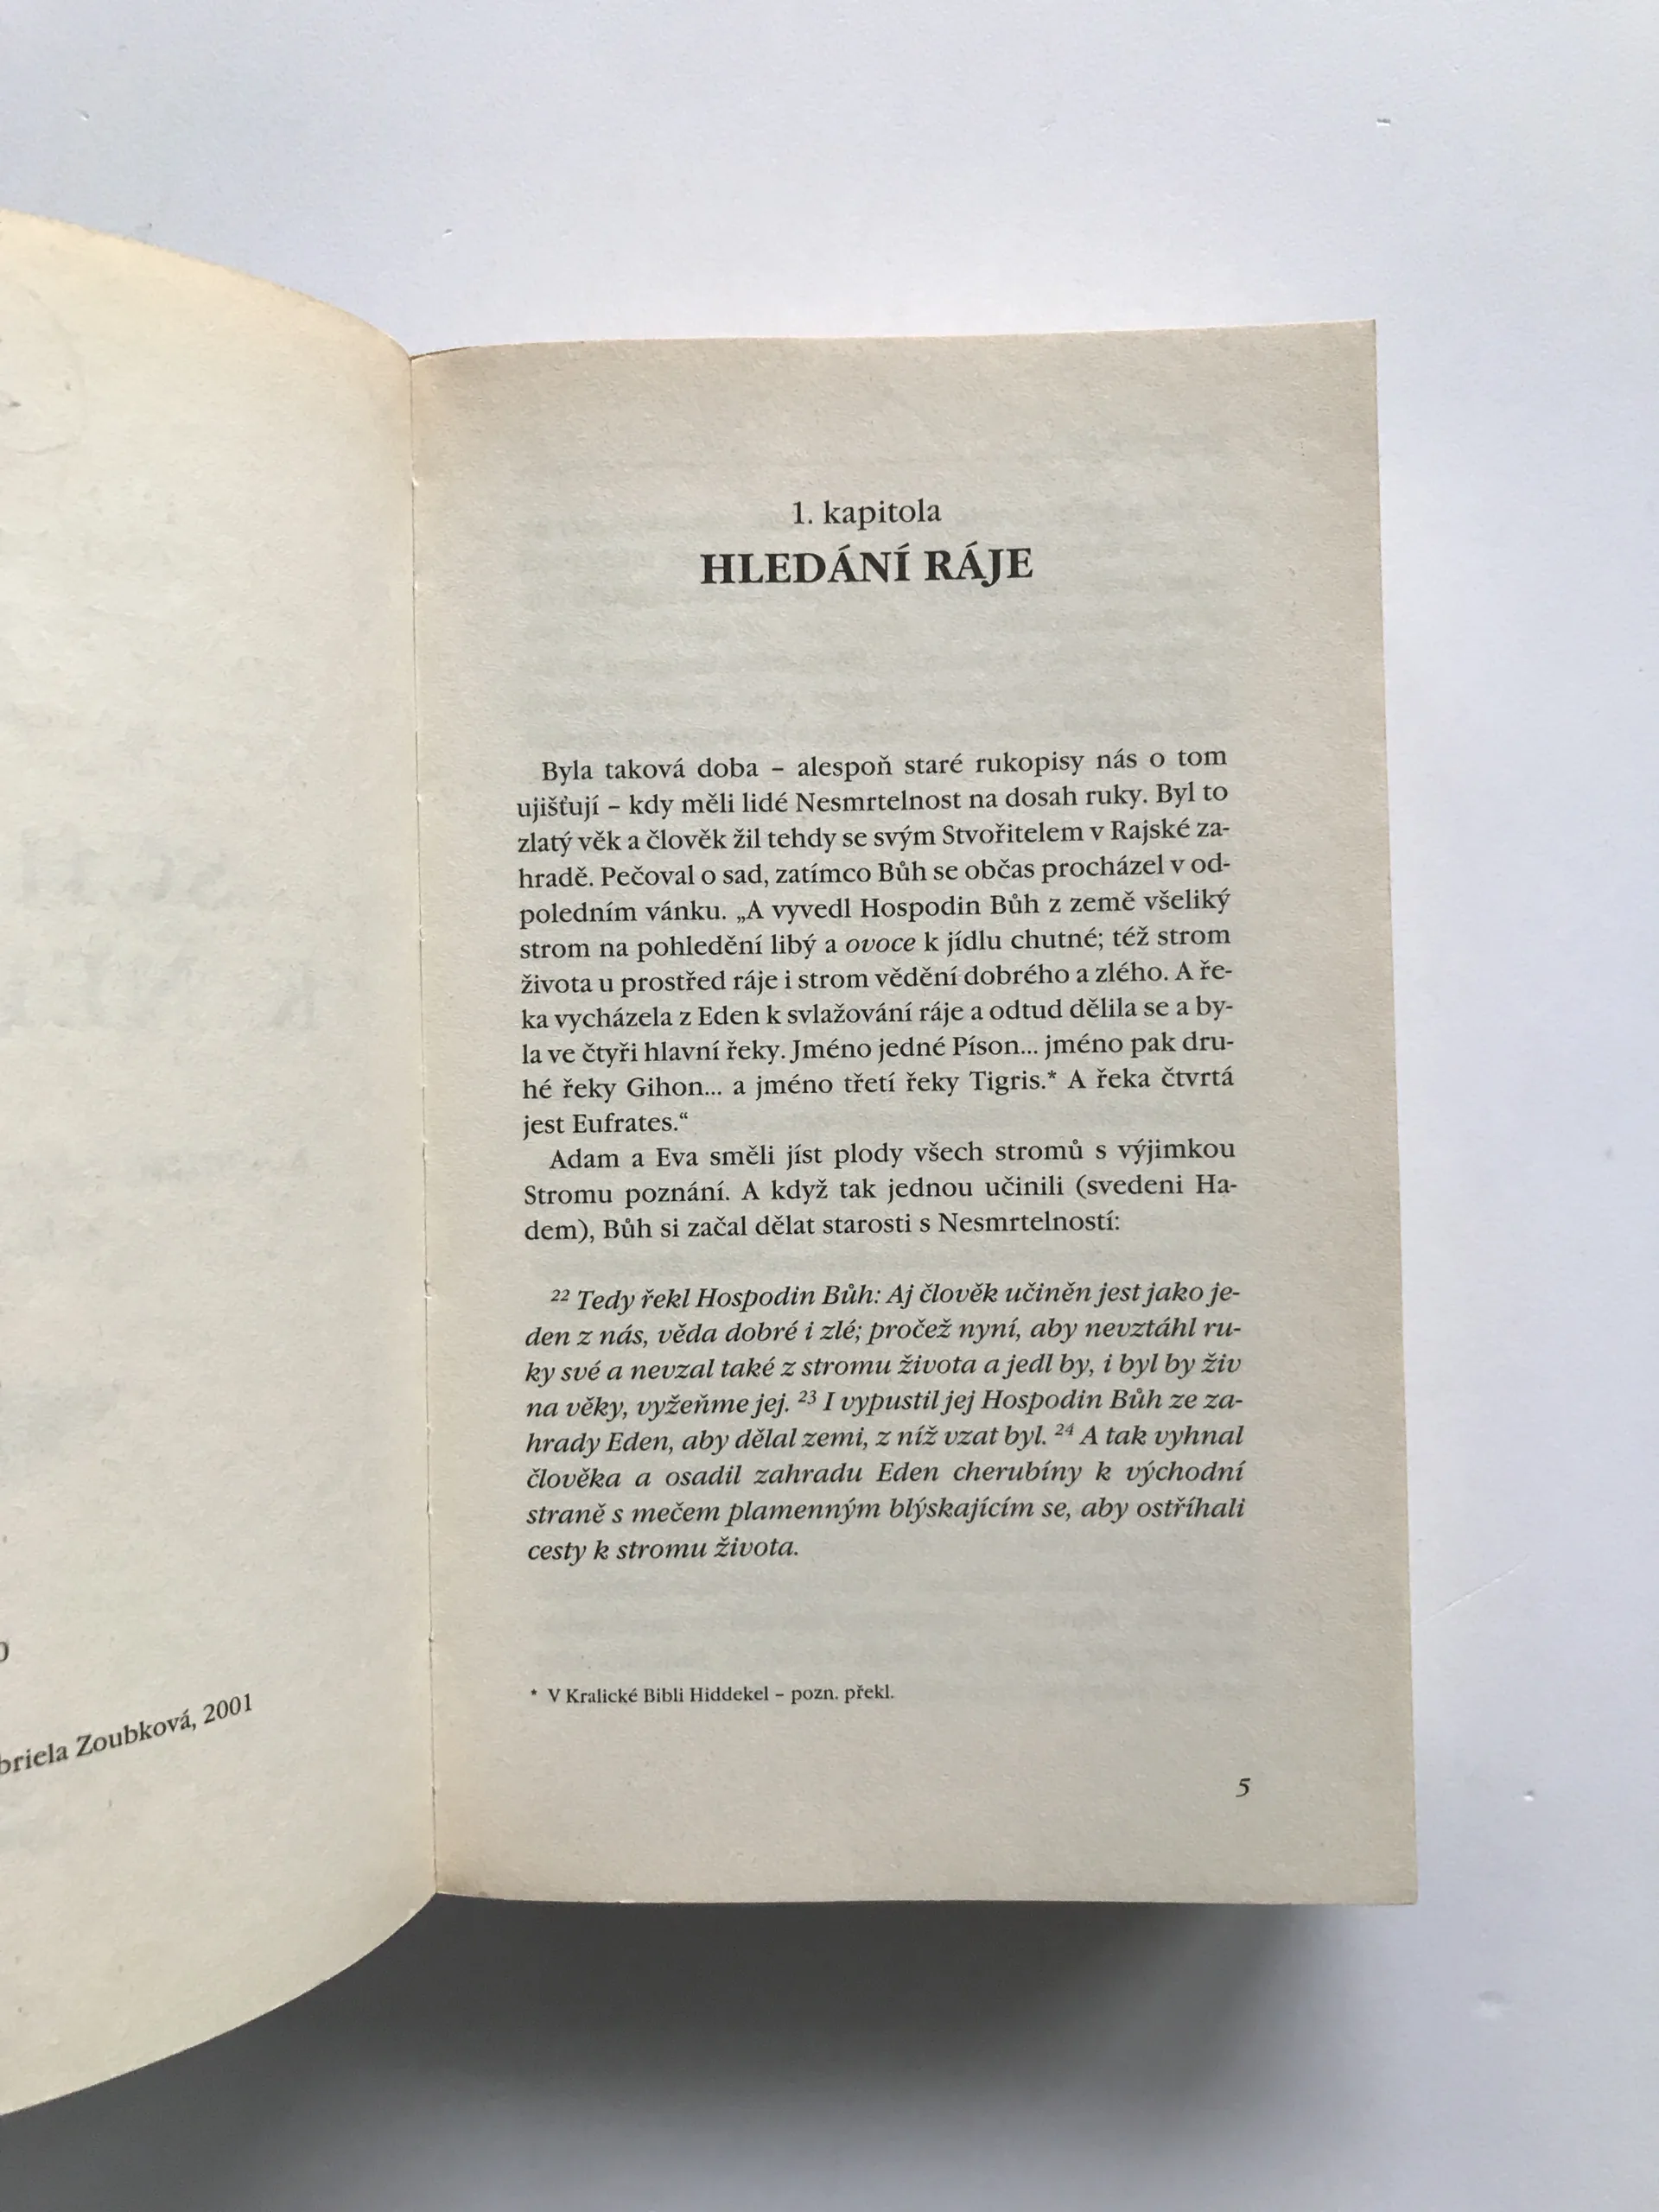 Zoubková, 2001
1. kapitola
HLEDÁNÍ RÁJE
Byla taková doba – alespoň staré rukopisy nás o tom
ujišťují – kdy měli lidé Nesmrtelnost na dosah ruky. Byl to
zlatý věk a člověk žil tehdy se svým Stvořitelem v Rajské za-
hradě. Pečoval o sad, zatímco Bůh se občas procházel v od-
poledním vánku. „A vyvedl Hospodin Bůh z země všeliký
strom na pohledění libý a ovoce k jídlu chutné; též strom
života u prostřed ráje i strom vědění dobrého a zlého. A ře-
ka vycházela z Eden k svlažování ráje a odtud dělila se a by-
la ve čtyři hlavní řeky. Jméno jedné Píson... jméno pak dru-
hé řeky Gihon... a jméno třetí řeky Tigris.* A řeka čtvrtá
jest Eufrates.“
Adam a Eva směli jíst plody všech stromů s výjimkou
Stromu poznání. A když tak jednou učinili (svedeni Ha-
dem), Bůh si začal dělat starosti s Nesmrtelností:
²² Tedy řekl Hospodin Bůh: Aj člověk učiněn jest jako je-
den z nás, věda dobré i zlé; pročež nyní, aby nevztáhl ru-
ky své a nevzal také z stromu života a jedl by, i byl by živ
na věky, vyžeňme jej. ²³ I vypustil jej Hospodin Bůh ze za-
hrady Eden, aby dělal zemi, z níž vzat byl. ²⁴ A tak vyhnal
člověka a osadil zahradu Eden cherubíny k východní
straně s mečem plamenným blýskajícím se, aby ostříhali
cesty k stromu života.
* V Kralické Bibli Hiddekel – pozn. překl.
5